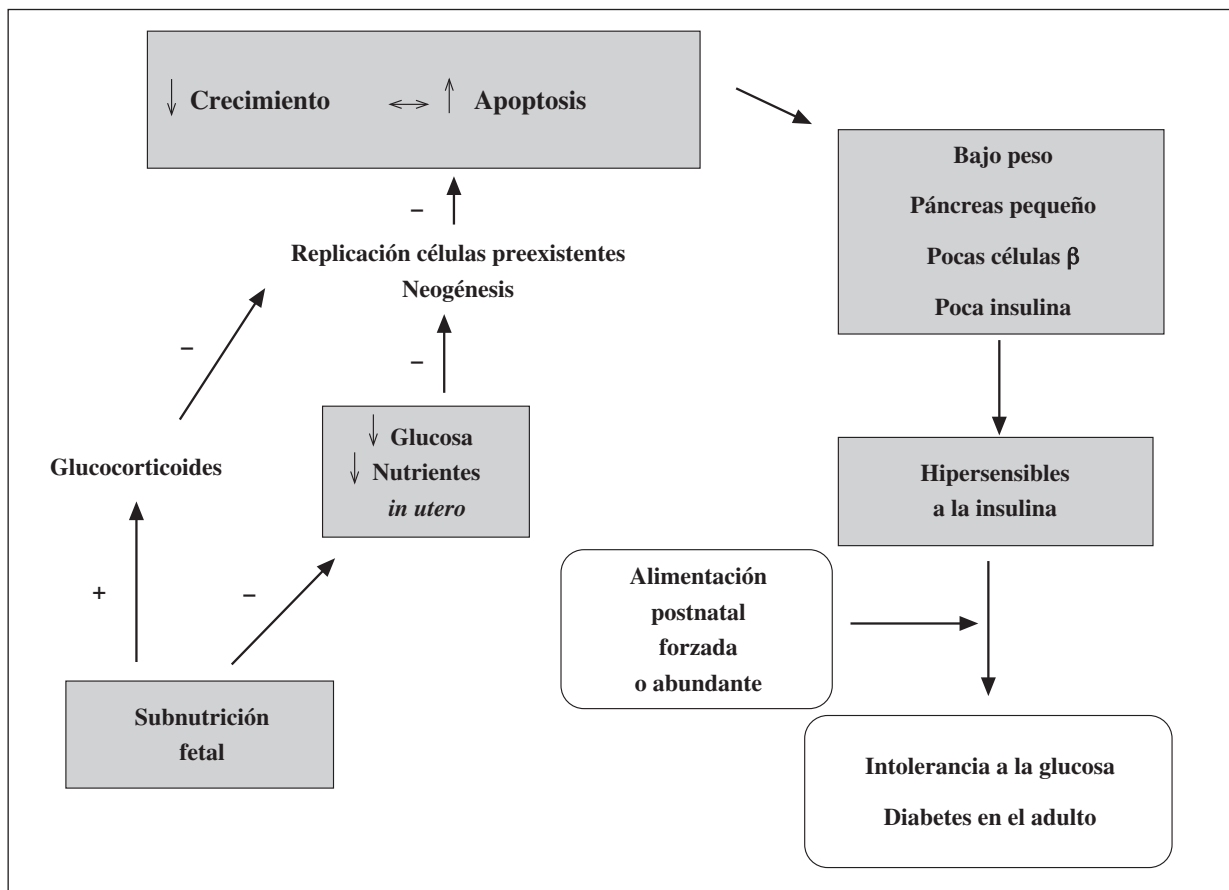 ↓ Crecimiento ↔ ↑ Apoptosis
Bajo peso
Páncreas pequeño
Pocas células β
Poca insulina
–
Replicación células preexistentes
Neogénesis
–
–
↓ Glucosa
↓ Nutrientes
in utero
Glucocorticoides
Hipersensibles
a la insulina
+
–
Alimentación
postnatal
forzada
o abundante
Subnutrición
fetal
Intolerancia a la glucosa
Diabetes en el adulto